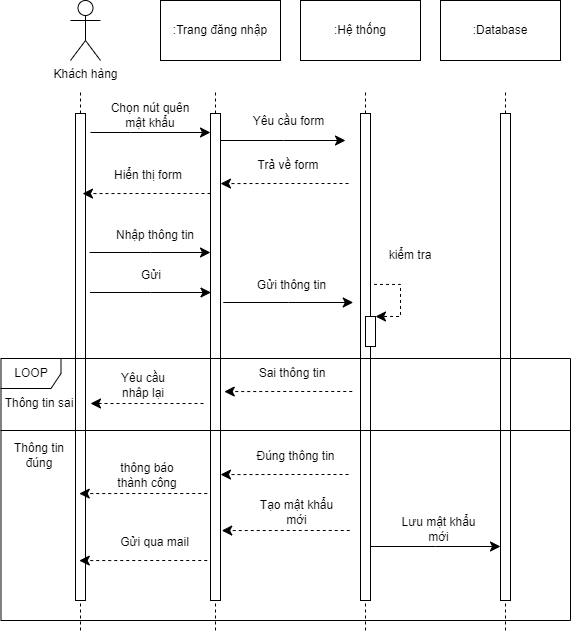 :Trang đăng nhập
:Hệ thống
:Database
Khách hàng
Chọn nút quên
mật khẩu
Yêu cầu form
Trả về form
Hiển thị form
Nhập thông tin
kiểm tra
Gửi
Gửi thông tin
LOOP
Sai thông tin
Yêu cầu
nhâp lại
Thông tin sai
Thông tin
đúng
Đúng thông tin
thông báo
thành công
Tạo mật khẩu
mới
Lưu mật khẩu
mới
Gửi qua mail